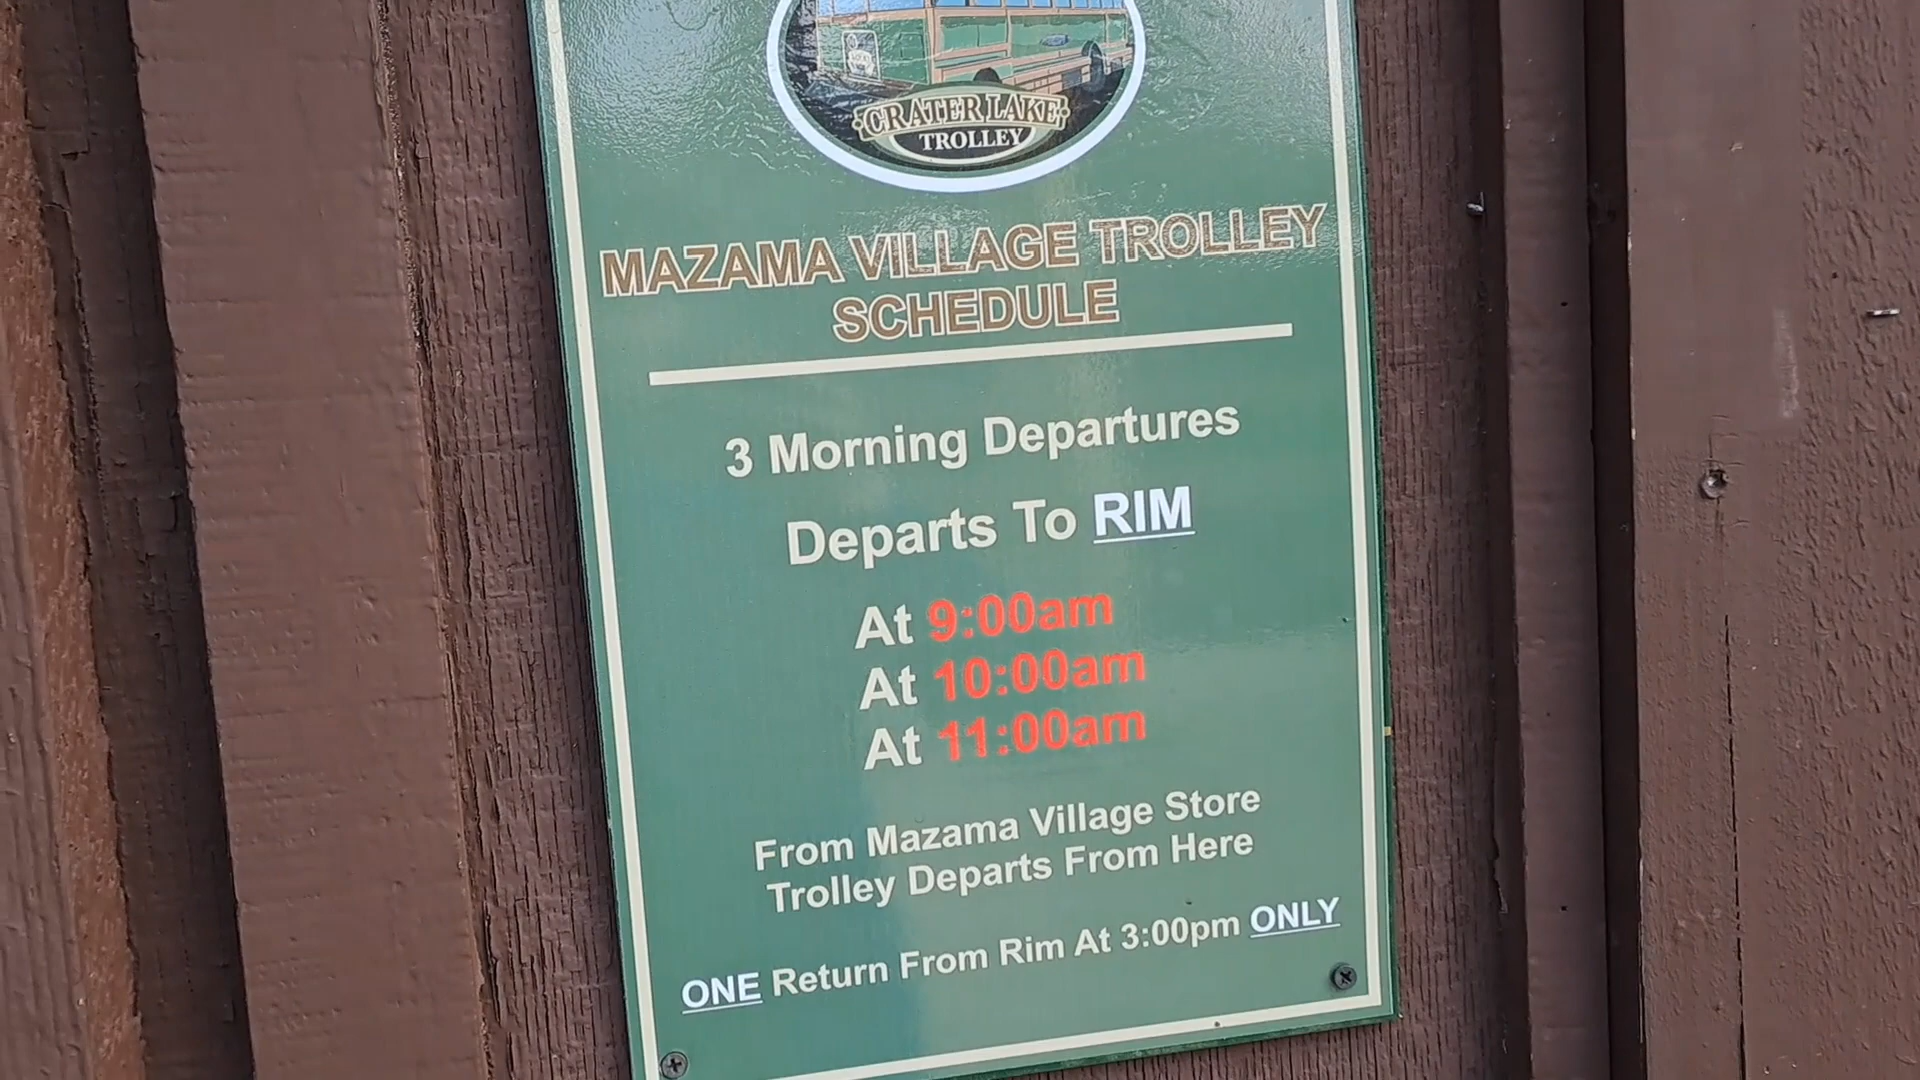 CRATER LAKE
TROLLEY
MAZAMA VILLAGE TROLLEY
SCHEDULE
3 Morning Departures
Departs To RIM
At 9:00am
At 10:00am
At 11:00am
From Mazama Village Store
Trolley Departs From Here
ONE Return From Rim At 3:00pm ONLY